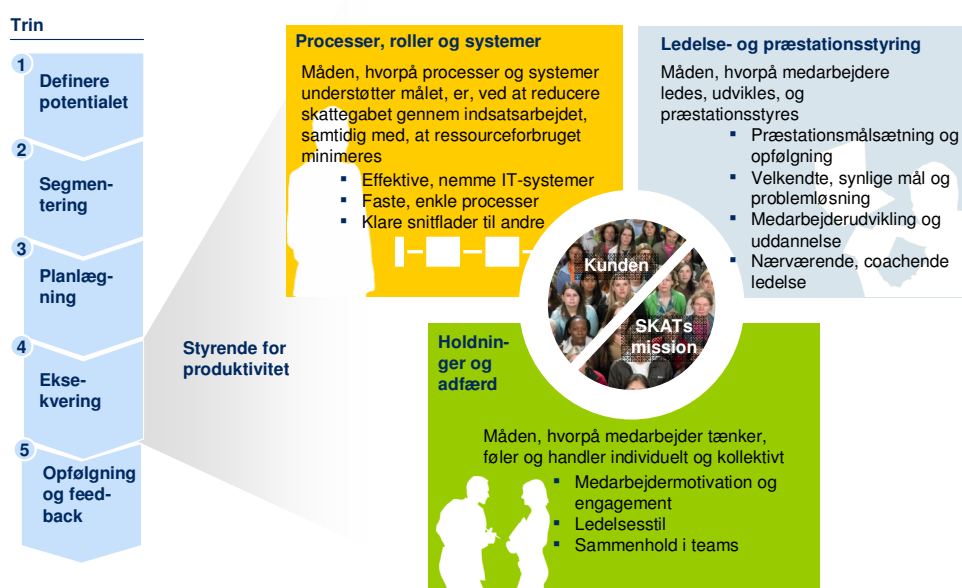 Trin
1
Definere
potentialet
2
Segmen-
tering
3
Planlæg-
ning
4
Ekse-
kvering
5
Opfølgning
og feed-
back
Styrende for
produktivitet
Processer, roller og systemer
Måden, hvorpå processer og systemer
understøtter målet, er, ved at reducere
skattegabet gennem indsatsarbejdet,
samtidig med, at ressourceforbruget
minimeres
▪ Effektive, nemme IT-systemer
▪ Faste, enkle processer
▪ Klare snitflader til andre
Ledelse- og præstationsstyring
Måden, hvorpå medarbejdere
ledes, udvikles, og
præstationsstyres
▪ Præstationsmålsætning og
opfølgning
▪ Velkendte, synlige mål og
problemløsning
▪ Medarbejderudvikling og
uddannelse
▪ Nærværende, coachende
ledelse
Kunden
SKATs
mission
Holdnin-
ger og
adfærd
Måden, hvorpå medarbejder tænker,
føler og handler individuelt og kollektivt
▪ Medarbejdermotivation og
engagement
▪ Ledelsesstil
▪ Sammenhold i teams